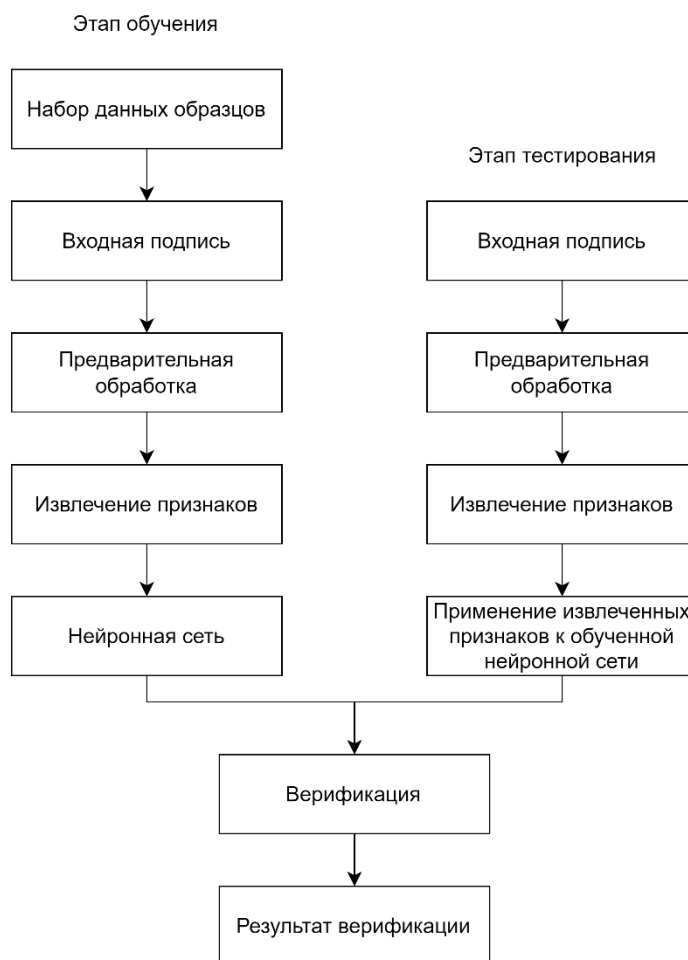 Этап обучения
Набор данных образцов
Входная подпись
Предварительная
обработка
Извлечение признаков
Нейронная сеть
Этап тестирования
Входная подпись
Предварительная
обработка
Извлечение признаков
Применение извлеченных
признаков к обученной
нейронной сети
Верификация
Результат верификации